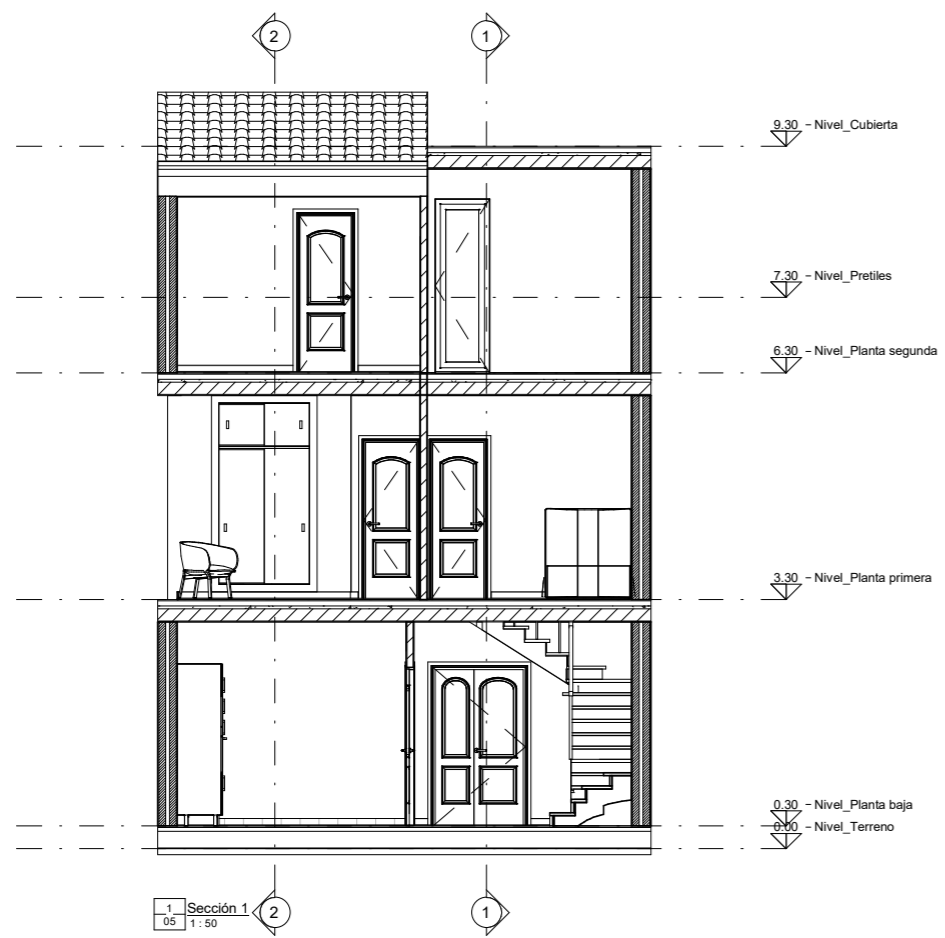 2
1
9.30 - Nivel_Cubierta
7.30 - Nivel_Pretiles
6.30 - Nivel_Planta segunda
3.30 - Nivel_Planta primera
0.30 - Nivel_Planta baja
0.00 - Nivel_Terreno
1
05
Sección 1
1 : 50
2
1